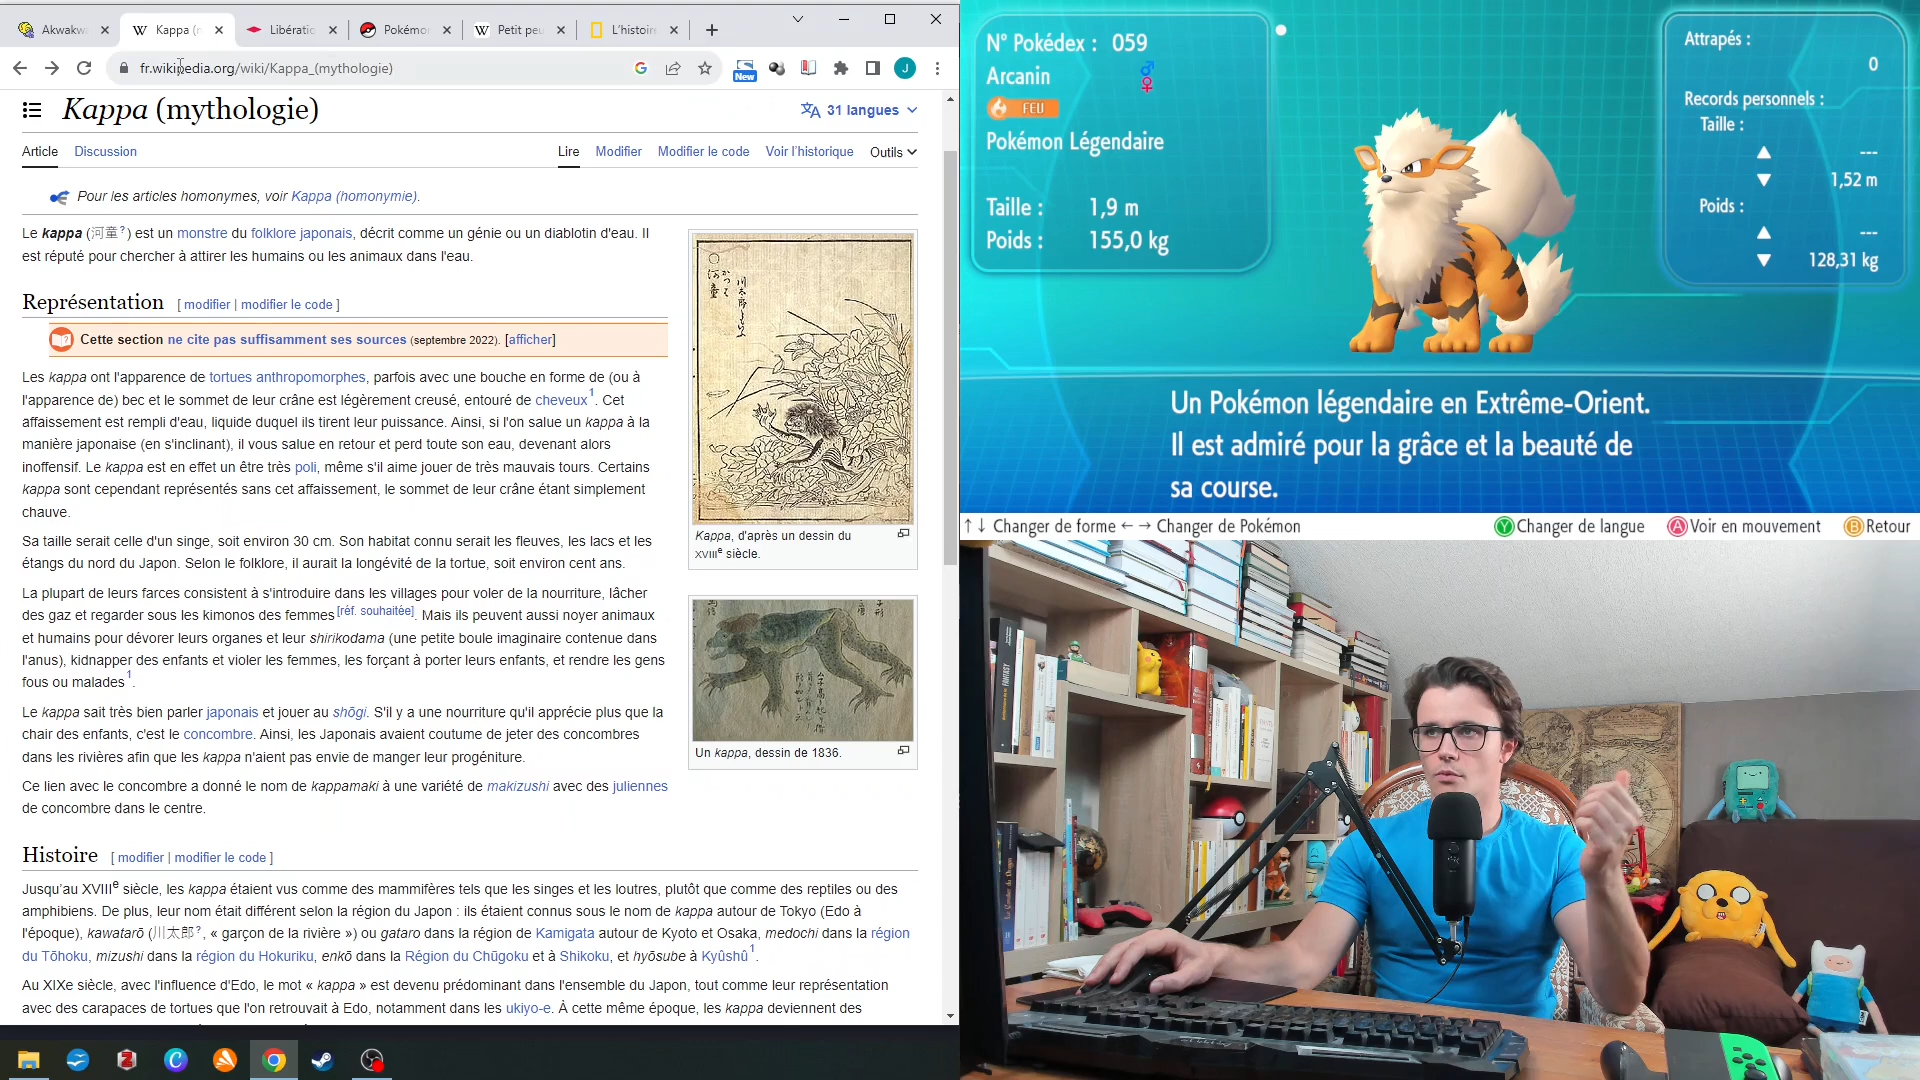 Akwakwa
Kappa (m
Libératio
Pokémor
Petit peu
L'histoir
fr.wikipedia.org/wiki/Kappa_(mythologie)
New
J
Kappa (mythologie)
31 langues
Article
Discussion
Lire
Modifier
Modifier le code
Voir l'historique
Outils
Pour les articles homonymes, voir Kappa (homonymie).
Le kappa (河童?) est un monstre du folklore japonais, décrit comme un génie ou un diablotin d'eau. Il
est réputé pour chercher à attirer les humains ou les animaux dans l'eau.
Représentation [ modifier | modifier le code ]
Cette section ne cite pas suffisamment ses sources (septembre 2022). [afficher]
Les kappa ont l'apparence de tortues anthropomorphes, parfois avec une bouche en forme de (ou à
l'apparence de) bec et le sommet de leur crâne est légèrement creusé, entouré de cheveux1. Cet
affaissement est rempli d'eau, liquide duquel ils tirent leur puissance. Ainsi, si l'on salue un kappa à la
manière japonaise (en s'inclinant), il vous salue en retour et perd toute son eau, devenant alors
inoffensif. Le kappa est en effet un être très poli, même s'il aime jouer de très mauvais tours. Certains
kappa sont cependant représentés sans cet affaissement, le sommet de leur crâne étant simplement
chauve.
Sa taille serait celle d'un singe, soit environ 30 cm. Son habitat connu serait les fleuves, les lacs et les
étangs du nord du Japon. Selon le folklore, il aurait la longévité de la tortue, soit environ cent ans.
La plupart de leurs farces consistent à s'introduire dans les villages pour voler de la nourriture, lâcher
des gaz et regarder sous les kimonos des femmes[réf. souhaitée]. Mais ils peuvent aussi noyer animaux
et humains pour dévorer leurs organes et leur shirikodama (une petite boule imaginaire contenue dans
l'anus), kidnapper des enfants et violer les femmes, les forçant à porter leurs enfants, et rendre les gens
fous ou malades1.
Le kappa sait très bien parler japonais et jouer au shōgi. S'il y a une nourriture qu'il apprécie plus que la
chair des enfants, c'est le concombre. Ainsi, les Japonais avaient coutume de jeter des concombres
dans les rivières afin que les kappa n'aient pas envie de manger leur progéniture.
Ce lien avec le concombre a donné le nom de kappamaki à une variété de makizushi avec des juliennes
de concombre dans le centre.
川太郎
河童
Kappa, d'après un dessin du
XVIIIe siècle.
Un kappa, dessin de 1836.
Histoire [ modifier | modifier le code ]
Jusqu'au XVIIIe siècle, les kappa étaient vus comme des mammifères tels que les singes et les loutres, plutôt que comme des reptiles ou des
amphibiens. De plus, leur nom était différent selon la région du Japon : ils étaient connus sous le nom de kappa autour de Tokyo (Edo à
l'époque), kawatarō (川太郎?, « garçon de la rivière ») ou gataro dans la région de Kamigata autour de Kyoto et Osaka, medochi dans la région
du Tōhoku, mizushi dans la région du Hokuriku, enkō dans la Région du Chūgoku et à Shikoku, et hyōsube à Kyūshū1.
Au XIXe siècle, avec l'influence d'Edo, le mot « kappa » est devenu prédominant dans l'ensemble du Japon, tout comme leur représentation
avec des carapaces de tortues que l'on retrouvait à Edo, notamment dans les ukiyo-e. À cette même époque, les kappa deviennent des
N° Pokédex : 059
Arcanin
FEU
Pokémon Légendaire
Taille : 1,9 m
Poids : 155,0 kg
Attrapés :
0
Records personnels :
Taille :
---
1,52 m
Poids :
---
128,31 kg
Un Pokémon légendaire en Extrême-Orient.
Il est admiré pour la grâce et la beauté de
sa course.
↑↓ Changer de forme ←→ Changer de Pokémon
Y Changer de langue
A Voir en mouvement
B Retour
FANTASY